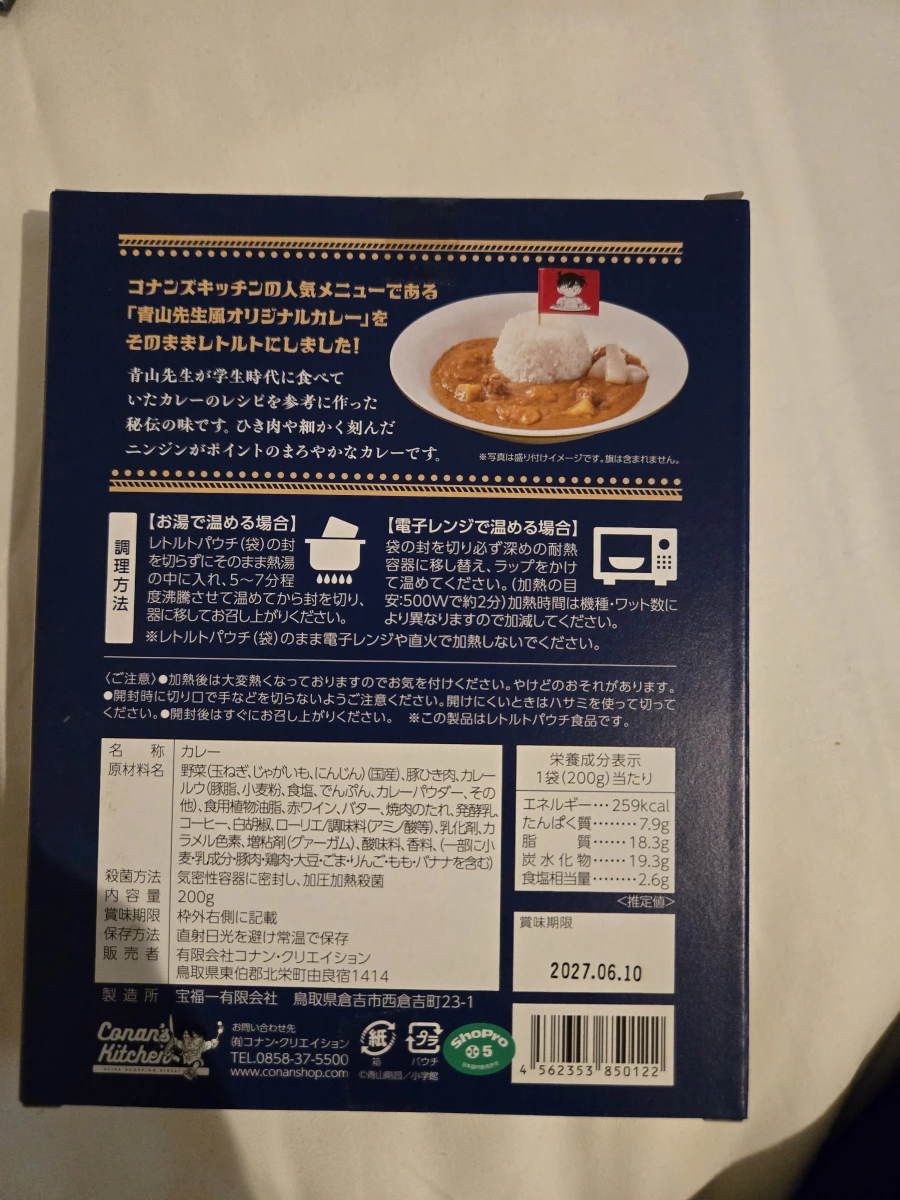 コナンズキッチンの人気メニューである
「青山先生風オリジナルカレー」を
そのままレトルトにしました!
青山先生が学生時代に食べて
いたカレーのレシピを参考に作った
秘伝の味です。ひき肉や細かく刻んだ
ニンジンがポイントのまろやかなカレーです。
※写真は盛り付けイメージです。旗は含まれません。
調理方法
【お湯で温める場合】
レトルトパウチ(袋)の封
を切らずにそのまま熱湯
の中に入れ、5~7分程
度沸騰させて温めてから封を切り、
器に移してお召し上がりください。
【電子レンジで温める場合】
袋の封を切り必ず深めの耐熱
容器に移し替え、ラップをかけ
て温めてください。(加熱の目
安:500Wで約2分)加熱時間は機種・ワット数に
より異なりますので加減してください。
※レトルトパウチ(袋)のまま電子レンジや直火で加熱しないでください。
〈ご注意〉●加熱後は大変熱くなっておりますのでお気を付けください。やけどのおそれがあります。
●開封時に切り口で手などを切らないようご注意ください。開けにくいときはハサミを使って切って
ください。●開封後はすぐにお召し上がりください。 ※この製品はレトルトパウチ食品です。
名称 カレー
原材料名 野菜(玉ねぎ、じゃがいも、にんじん)(国産)、豚ひき肉、カレー
ルウ(豚脂、小麦粉、食塩、でんぷん、カレーパウダー、その
他)、食用植物油脂、赤ワイン、バター、焼肉のたれ、発酵乳、
コーヒー、白胡椒、ローリエ/調味料(アミノ酸等)、乳化剤、カ
ラメル色素、増粘剤(グァーガム)、酸味料、香料、(一部に小
麦・乳成分・豚肉・鶏肉・大豆・ごま・りんご・もも・バナナを含む)
殺菌方法 気密性容器に密封し、加圧加熱殺菌
内容量 200g
賞味期限 枠外右側に記載
保存方法 直射日光を避け常温で保存
販売者 有限会社コナン・クリエイション
鳥取県東伯郡北栄町由良宿1414
製造所 宝福一有限会社 鳥取県倉吉市西倉吉町23-1
栄養成分表示
1袋(200g)当たり
エネルギー…259kcal
たんぱく質………7.9g
脂質……18.3g
炭水化物……19.3g
食塩相当量………2.6g
<推定値>
賞味期限
2027.06.10
Conan's
Kitchen
お問い合わせ先
(有)コナン・クリエイション
TEL.0858-37-5500
www.conanshop.com
紙
箱
プラ
パウチ
©青山剛昌/小学館
ShoPro
5
4 562353 850122